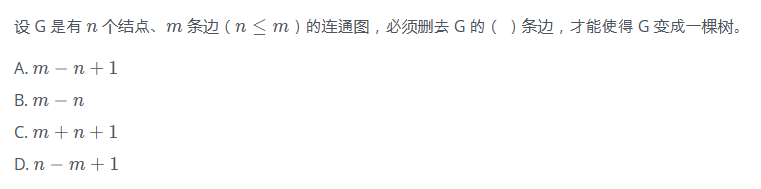 设 G 是有 n 个结点、m 条边（n ≤ m）的连通图，必须删去 G 的（ ）条边，才能使得 G 变成一棵树。
A. m − n + 1
B. m − n
C. m + n + 1
D. n − m + 1